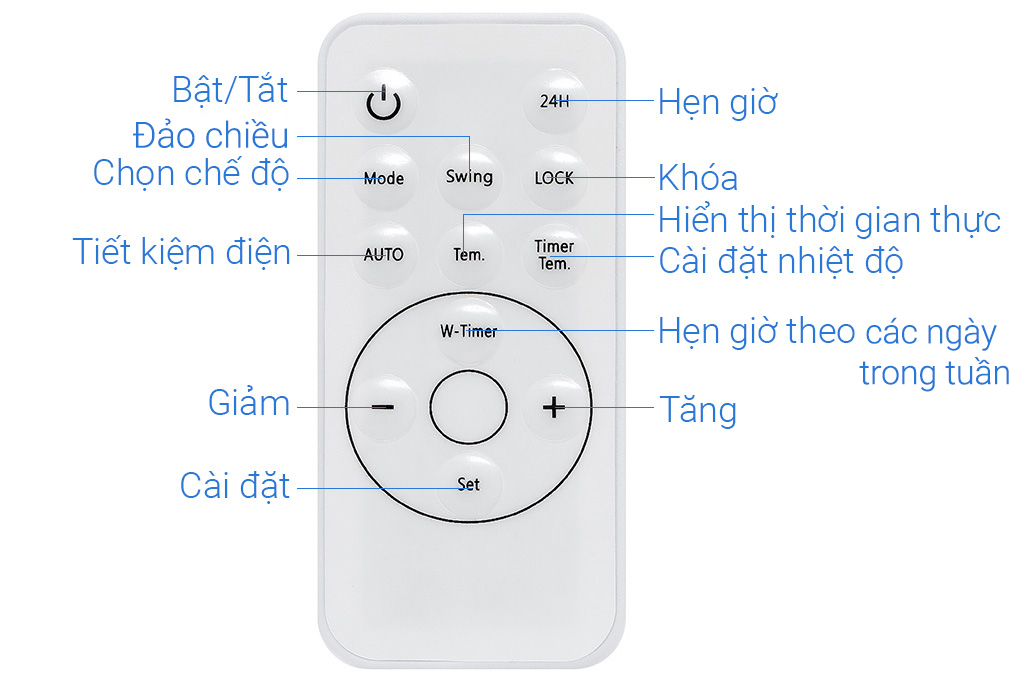 Bật/Tắt
24H
Hẹn giờ
Đảo chiều
Chọn chế độ
Mode
Swing
LOCK
Khóa
Hiển thị thời gian thực
Tiết kiệm điện
AUTO
Tem.
Timer
Tem.
Cài đặt nhiệt độ
W-Timer
Hẹn giờ theo các ngày
trong tuần
Giảm
−
+
Tăng
Cài đặt
Set